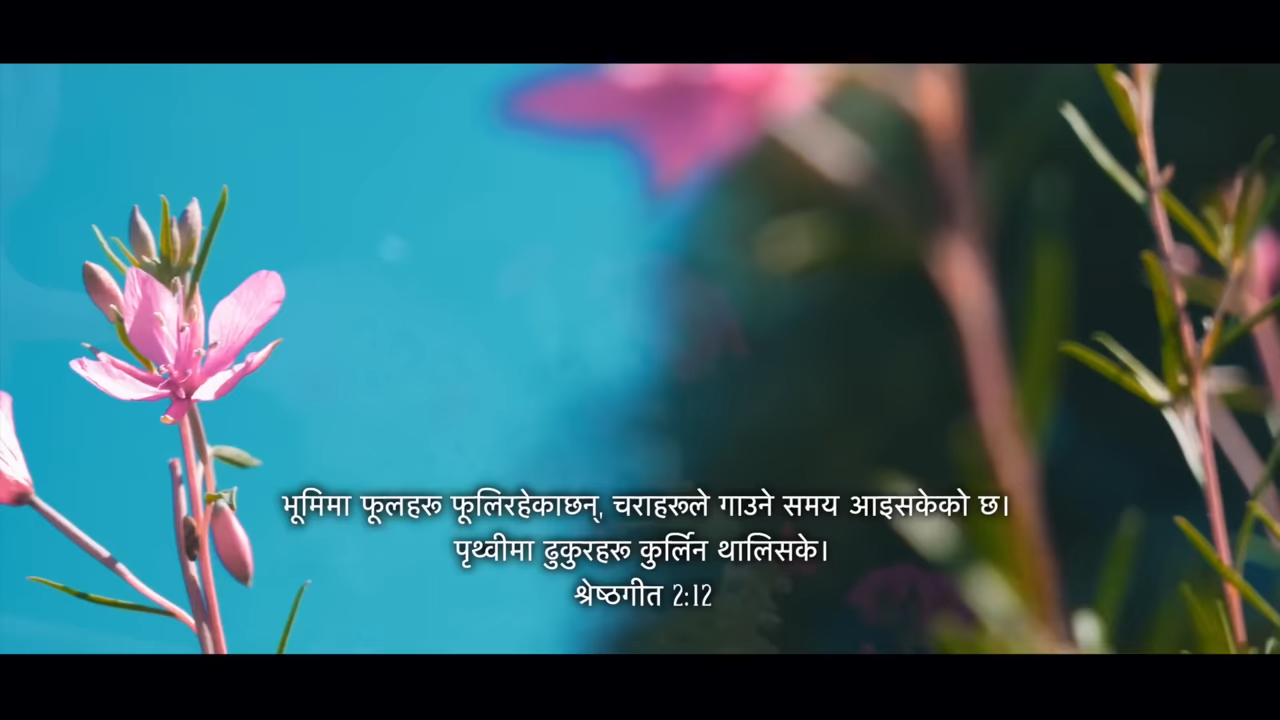 भूमिमा फूलहरू फूलिरहेकाछन्, चराहरूले गाउने समय आइसकेको छ।
पृथ्वीमा ढुकुरहरू कुर्लिन थालिसके।
श्रेष्ठगीत 2:12